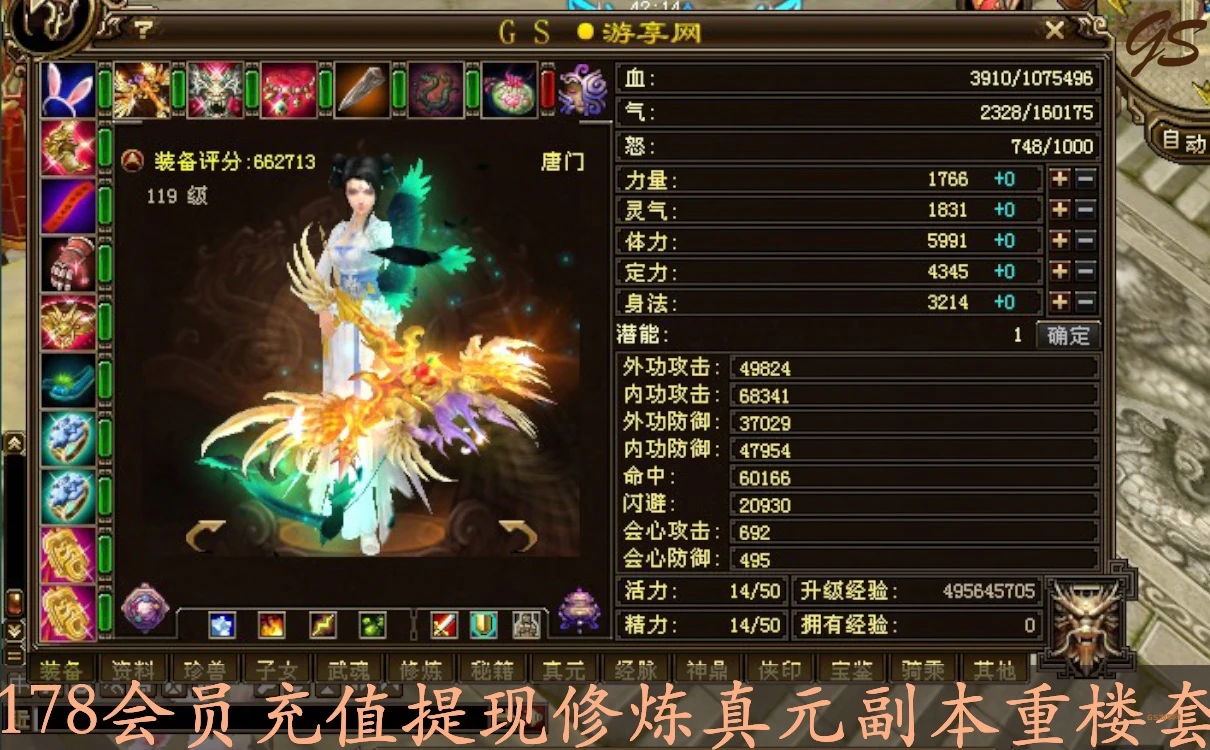 42:14
?
G S ●游享网
×
GS
自动
装备评分:662713
唐门
119 级
血: 3910/1075496
气: 2328/160175
怒: 748/1000
力量: 1766 +0
灵气: 1831 +0
体力: 5991 +0
定力: 4345 +0
身法: 3214 +0
潜能: 1 确定
外功攻击: 49824
内功攻击: 68341
外功防御: 37029
内功防御: 47954
命中: 60166
闪避: 20930
会心攻击: 692
会心防御: 495
活力: 14/50 升级经验: 495645705
精力: 14/50 拥有经验: 0
装备 资料 珍兽 子女 武魂 修炼 秘籍 真元 经脉 神鼎 侠印 宝鉴 骑乘 其他
178会员充值提现修炼真元副本重楼套